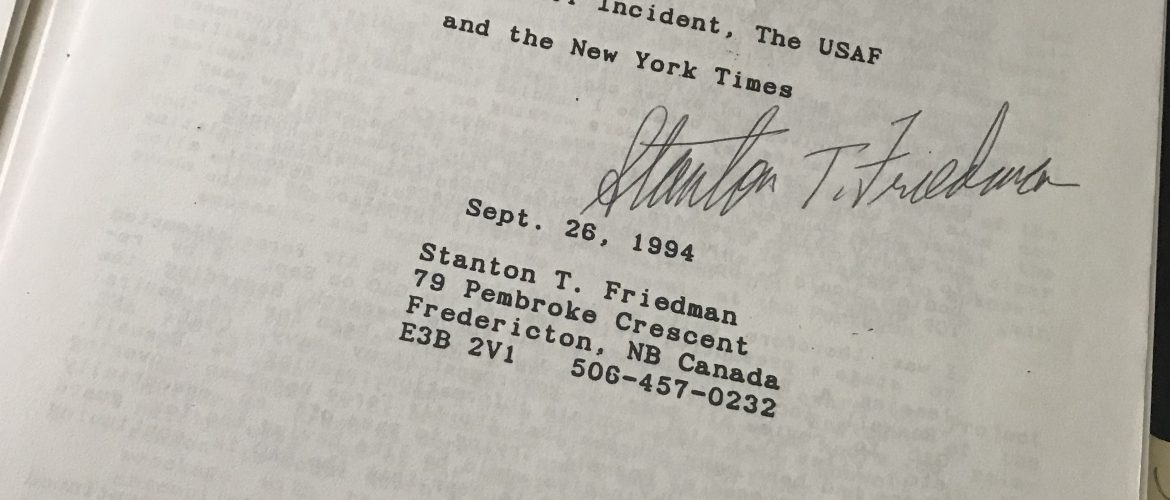 Incident, The USAF
and the New York Times
Stanton T. Friedman
Sept. 26, 1994
Stanton T. Friedman
79 Pembroke Crescent
Fredericton, NB Canada
E3B 2V1 506-457-0232